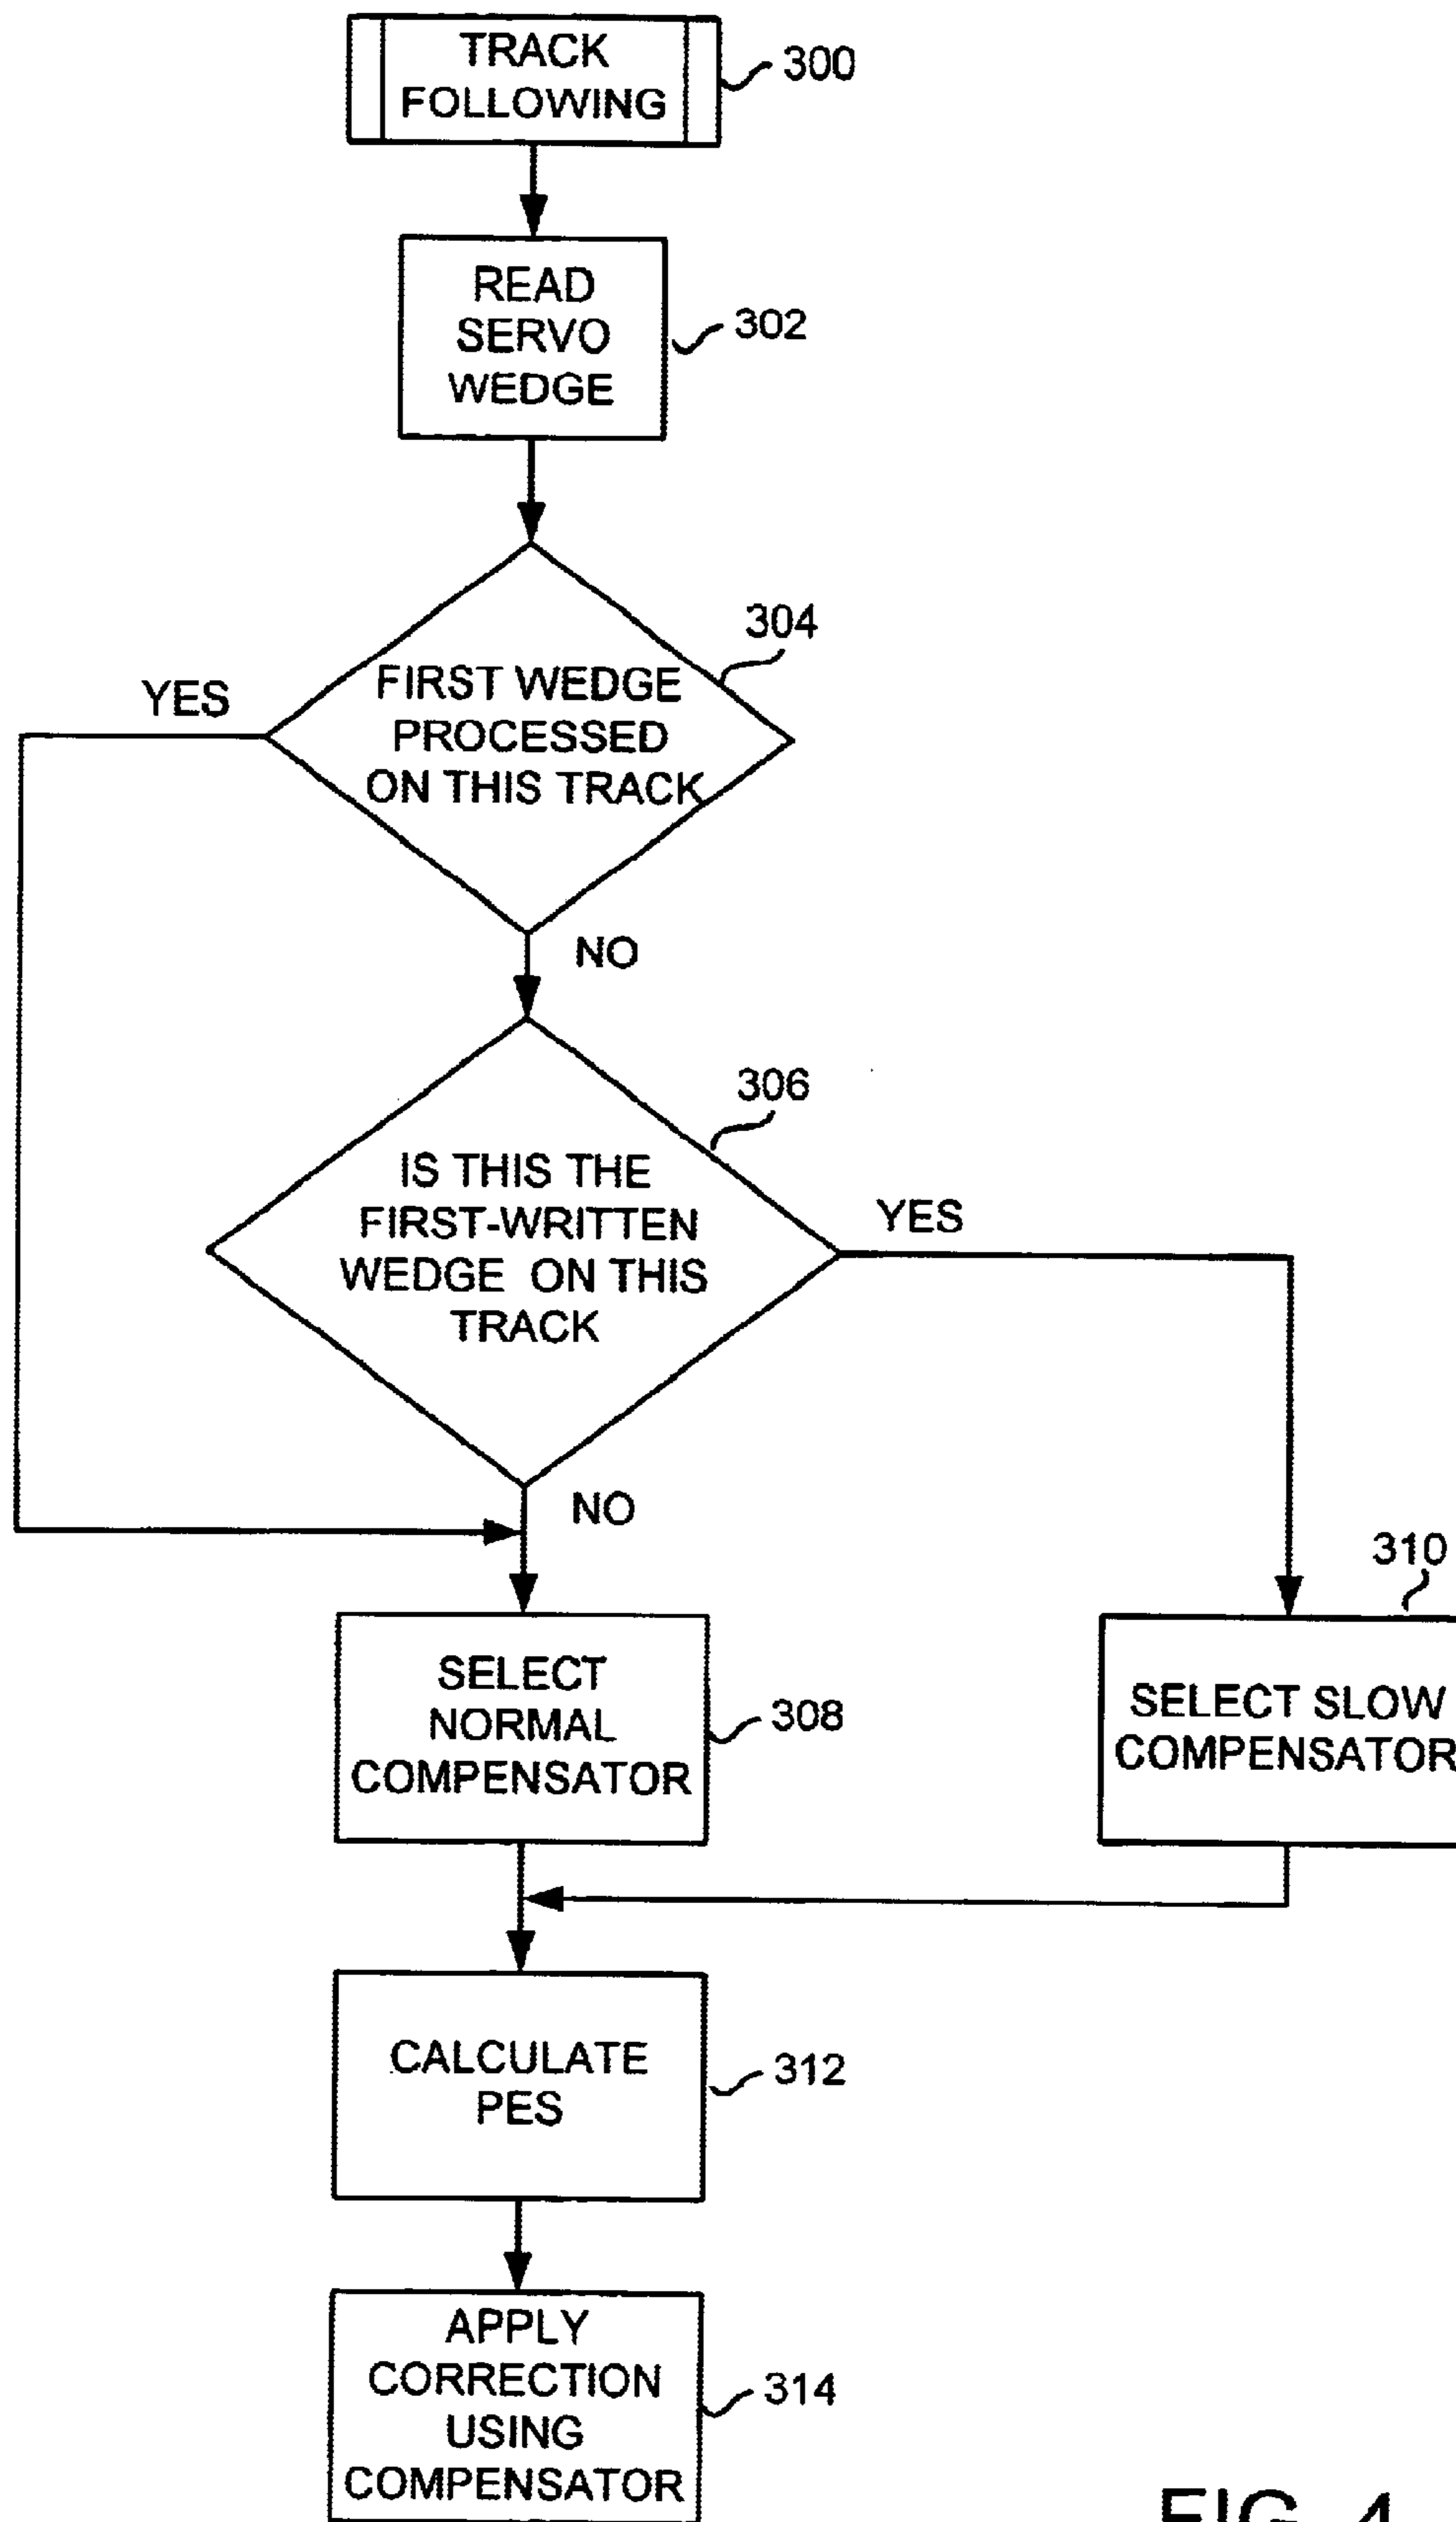 TRACK
FOLLOWING
300
READ
SERVO
WEDGE
302
304
YES
FIRST WEDGE
PROCESSED
ON THIS TRACK
NO
306
IS THIS THE
FIRST-WRITTEN
WEDGE ON THIS
TRACK
YES
NO
310
SELECT
NORMAL
COMPENSATOR
308
SELECT SLOW
COMPENSATOR
CALCULATE
PES
312
APPLY
CORRECTION
USING
COMPENSATOR
314
FIG. 4